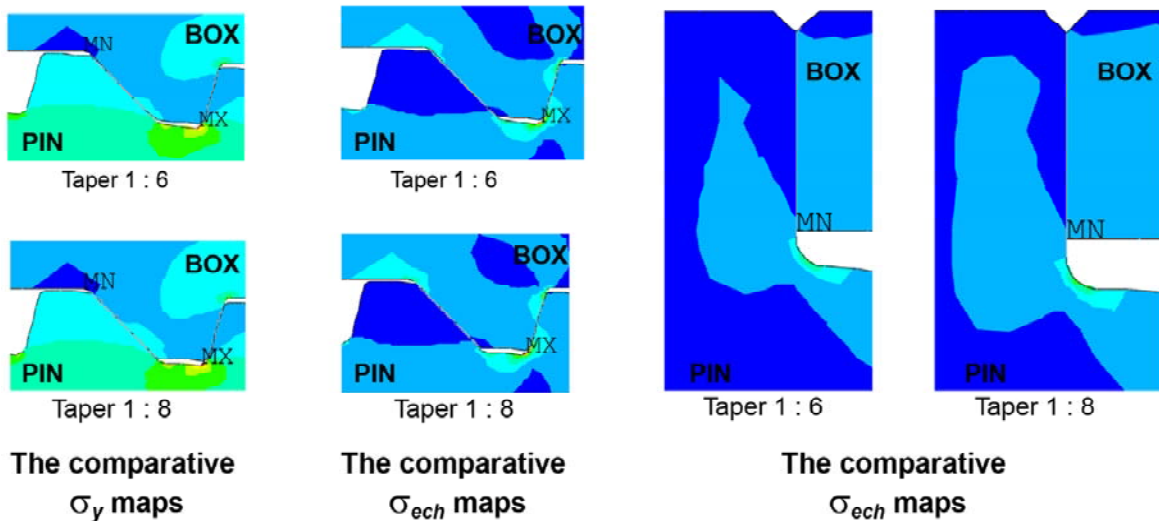 BOX
MN
MX
PIN
Taper 1 : 6
BOX
MX
PIN
Taper 1 : 6
BOX
MN
PIN
Taper 1 : 6
BOX
MN
PIN
Taper 1 : 8
BOX
MN
MX
PIN
Taper 1 : 8
BOX
MX
PIN
Taper 1 : 8
The comparative
σy maps
The comparative
σech maps
The comparative
σech maps